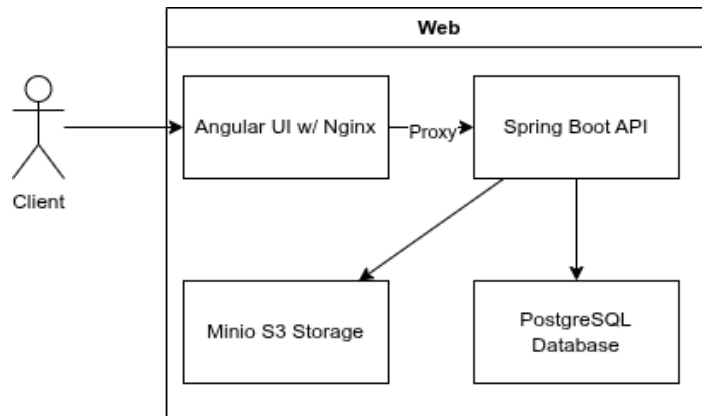 Web
Angular UI w/ Nginx
Proxy
Spring Boot API
Client
Minio S3 Storage
PostgreSQL
Database